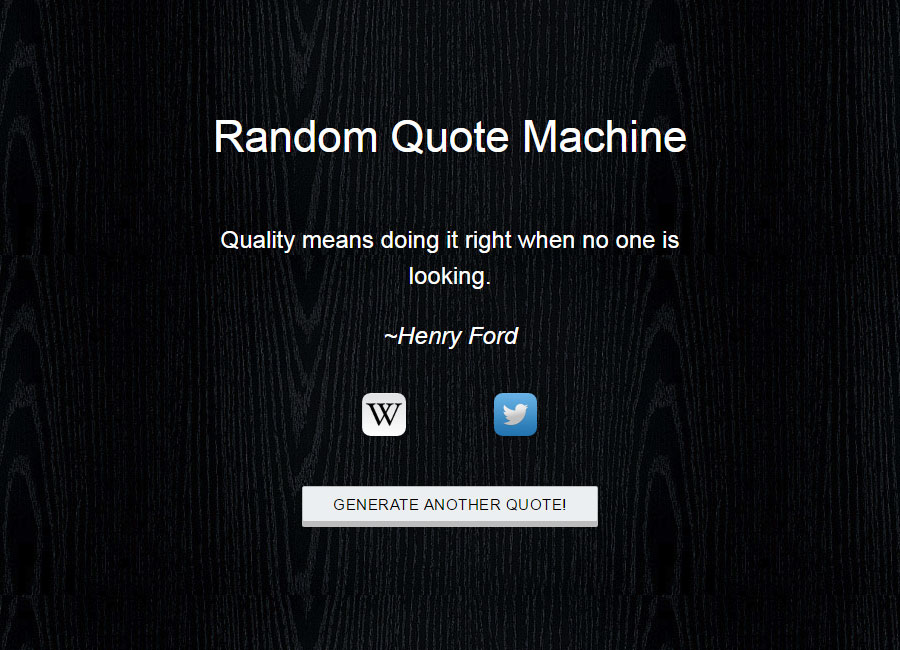 Random Quote Machine
Quality means doing it right when no one is
looking.
~Henry Ford
W
GENERATE ANOTHER QUOTE!